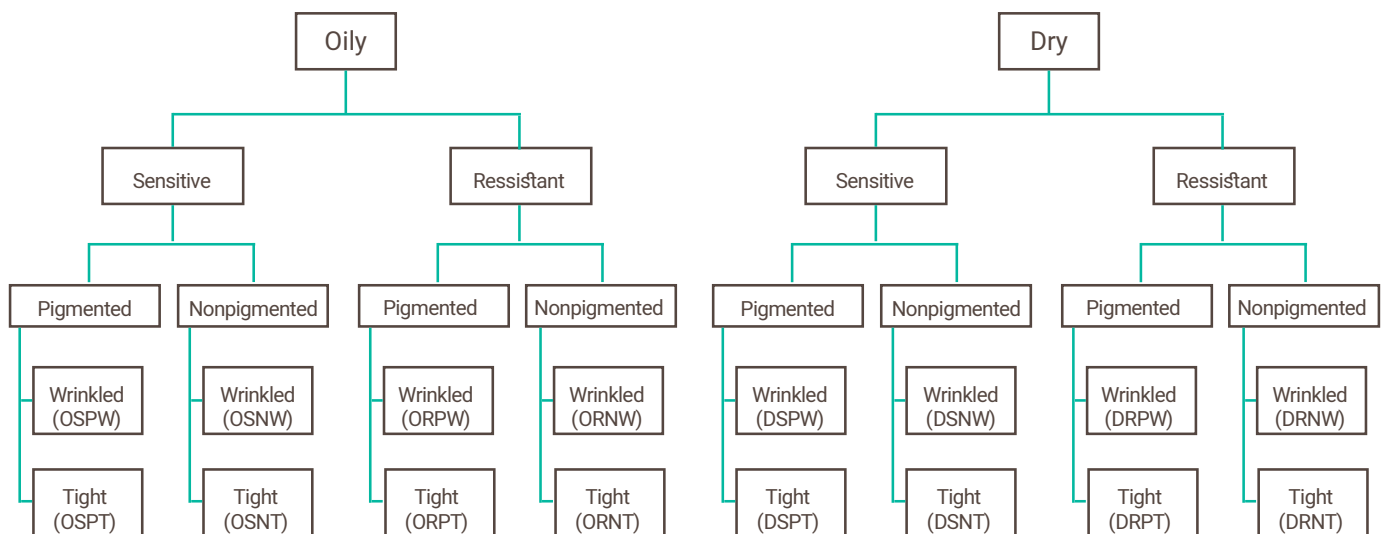 Oily
Dry
Sensitive
Ressistant
Sensitive
Ressistant
Pigmented
Nonpigmented
Pigmented
Nonpigmented
Pigmented
Nonpigmented
Pigmented
Nonpigmented
Wrinkled
(OSPW)
Wrinkled
(OSNW)
Wrinkled
(ORPW)
Wrinkled
(ORNW)
Wrinkled
(DSPW)
Wrinkled
(DSNW)
Wrinkled
(DRPW)
Wrinkled
(DRNW)
Tight
(OSPT)
Tight
(OSNT)
Tight
(ORPT)
Tight
(ORNT)
Tight
(DSPT)
Tight
(DSNT)
Tight
(DRPT)
Tight
(DRNT)